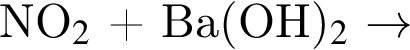 NO₂ + Ba(OH)₂ →